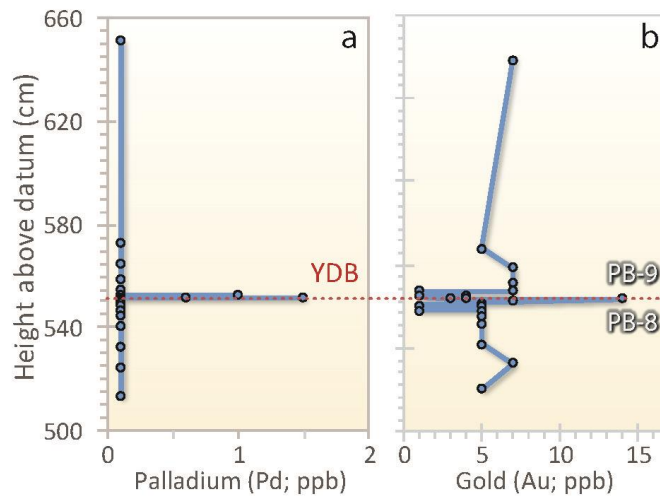 a
b
660
620
580
540
500
Height above datum (cm)
YDB
PB-9
PB-8
0
1
2
Palladium (Pd; ppb)
0
5
10
15
Gold (Au; ppb)